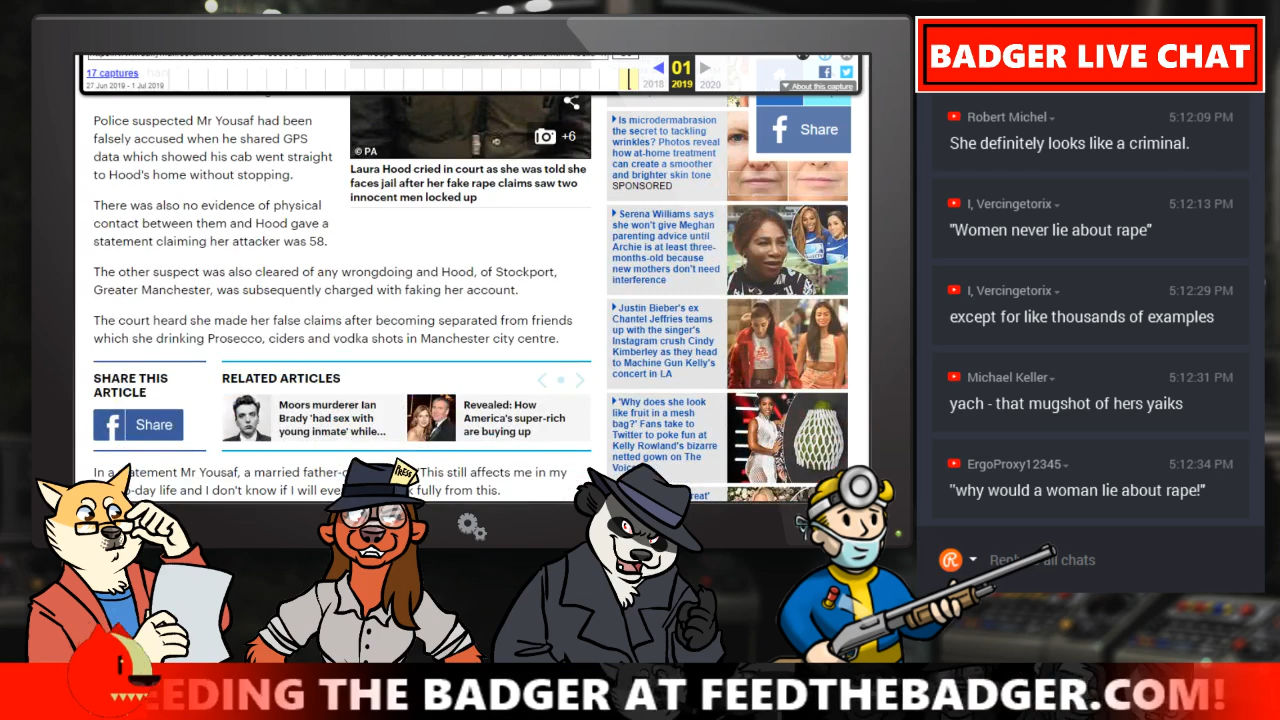 BADGER LIVE CHAT
17 captures
27 Jun 2019 - 1 Jul 2019
2018
01
2019
2020
About this capture
Police suspected Mr Yousaf had been
falsely accused when he shared GPS
data which showed his cab went straight
to Hood's home without stopping.
There was also no evidence of physical
contact between them and Hood gave a
statement claiming her attacker was 58.
+6
© PA
Laura Hood cried in court as she was told she
faces jail after her fake rape claims saw two
innocent men locked up
The other suspect was also cleared of any wrongdoing and Hood, of Stockport,
Greater Manchester, was subsequently charged with faking her account.
The court heard she made her false claims after becoming separated from friends
which she drinking Prosecco, ciders and vodka shots in Manchester city centre.
SHARE THIS
ARTICLE
f Share
RELATED ARTICLES
Moors murderer Ian
Brady 'had sex with
young inmate' while...
Revealed: How
America's super-rich
are buying up
In a statement Mr Yousaf, a married father- This still affects me in my
day life and I don't know if I will fully from this.
f Share
Is microdermabrasion
the secret to tackling
wrinkles? Photos reveal
how at-home treatment
can create a smoother
and brighter skin tone
SPONSORED
Serena Williams says
she won't give Meghan
parenting advice until
Archie is at least three-
months-old because
new mothers don't need
interference
Justin Bieber's ex
Chantel Jeffries teams
up with the singer's
Instagram crush Cindy
Kimberley as they head
to Machine Gun Kelly's
concert in LA
'Why does she look
like fruit in a mesh
bag?' Fans take to
Twitter to poke fun at
Kelly Rowland's bizarre
netted gown on The
PRESS
Robert Michel 5:12:09 PM
She definitely looks like a criminal.
I, Vercingetorix 5:12:13 PM
"Women never lie about rape"
I, Vercingetorix 5:12:29 PM
except for like thousands of examples
Michael Keller 5:12:31 PM
yach - that mugshot of hers yaiks
ErgoProxy12345 5:12:34 PM
"why would a woman lie about rape!"
all chats
EEDING THE BADGER AT FEEDTHEBADGER.COM!